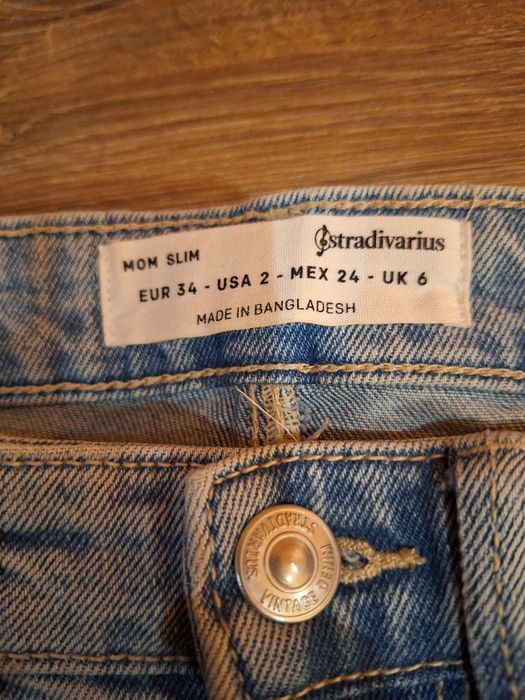 stradivarius
MOM SLIM
EUR 34 - USA 2 - MEX 24 - UK 6
MADE IN BANGLADESH
STRADIVARIUS
DENIM
VINTAGE